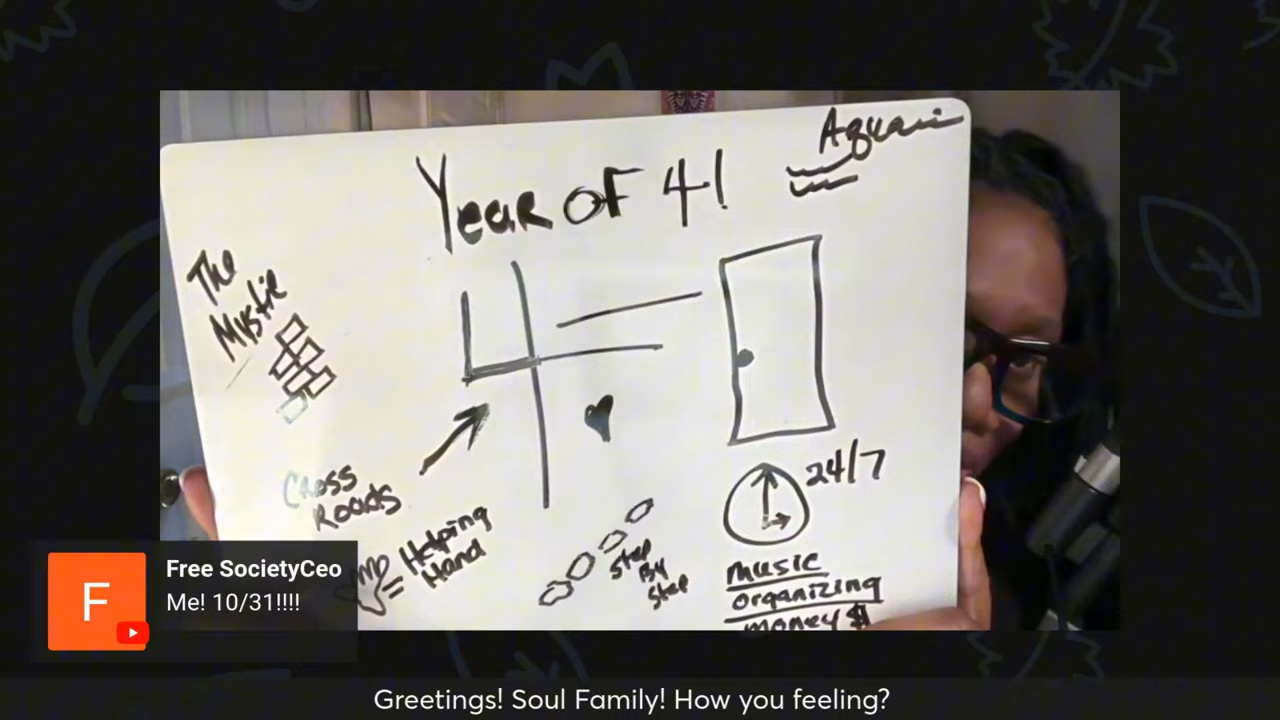 Aquari
Year of 4!
The
Mystic
24/7
Cross
Roads
= Helping
Hand
Step
By
Step
music
organizing
money $
Free SocietyCeo
Me! 10/31!!!!
F
Greetings! Soul Family! How you feeling?